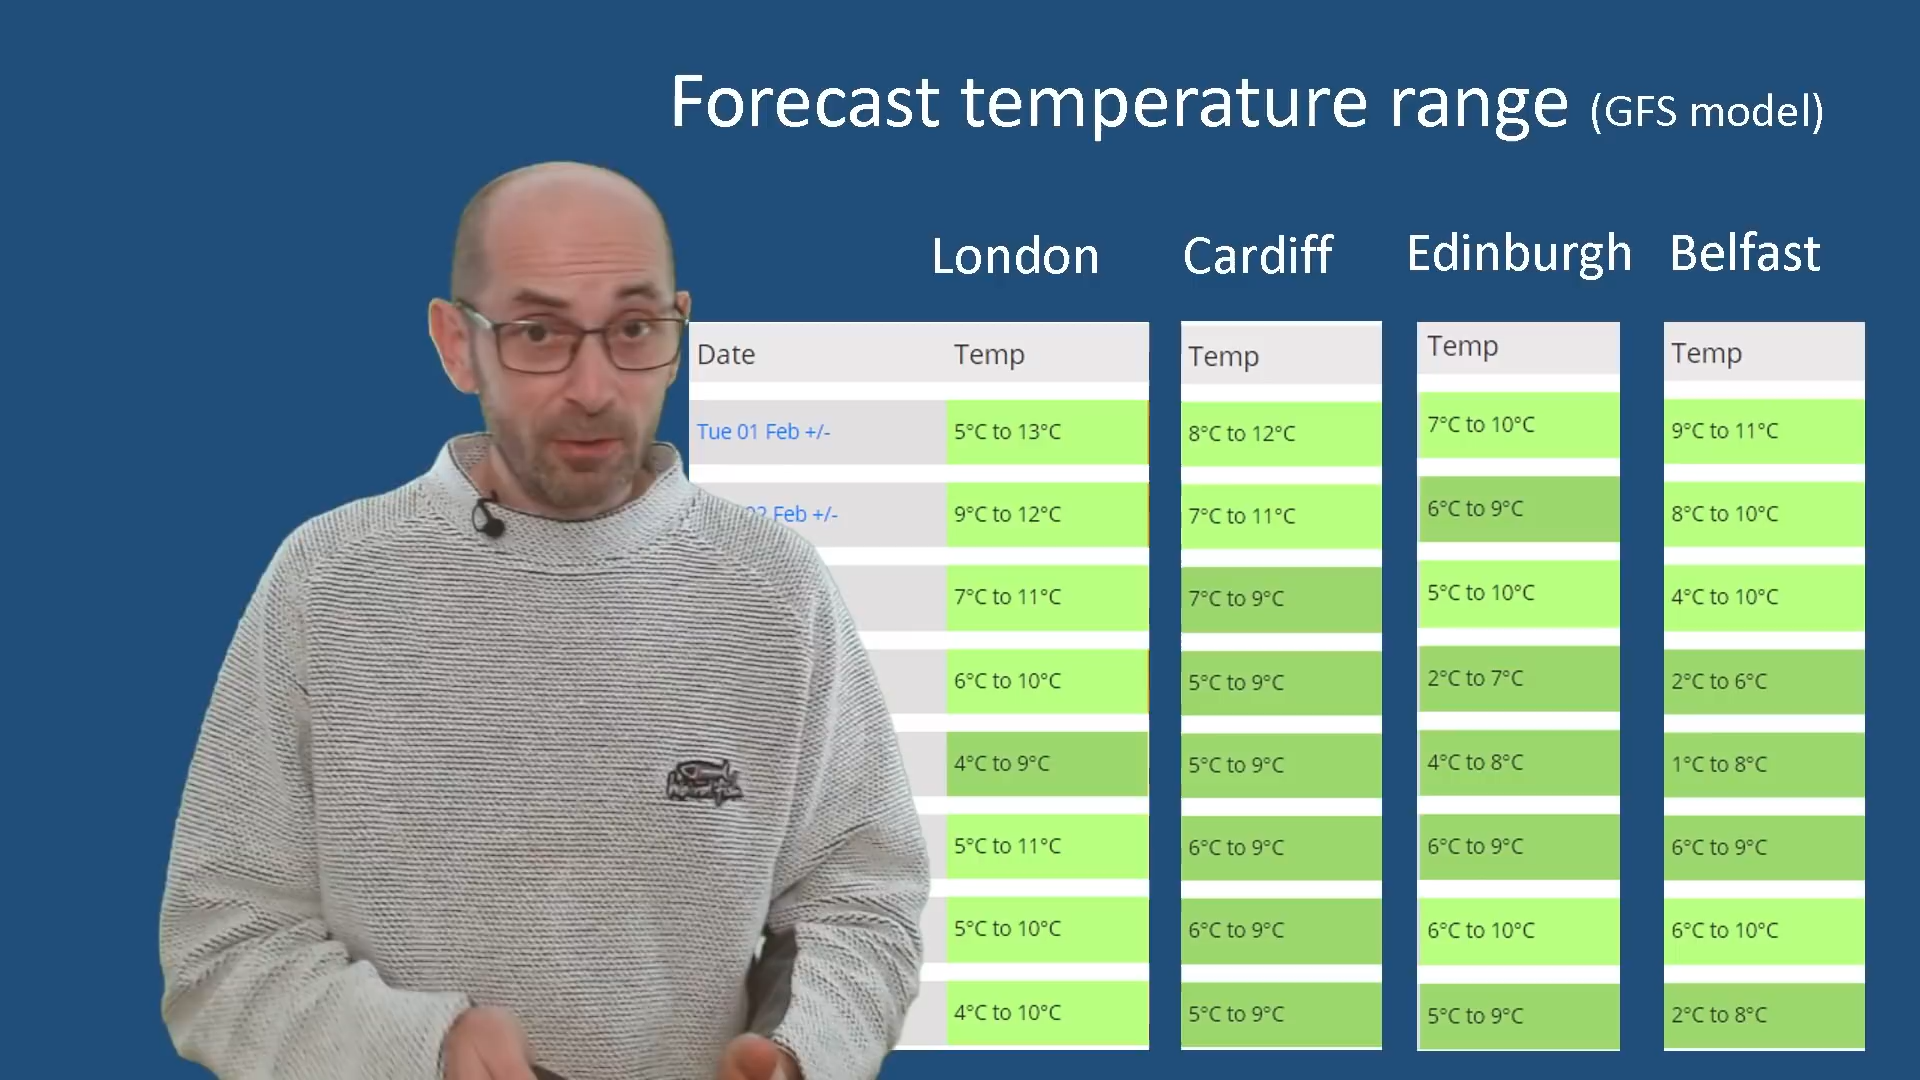 Forecast temperature range (GFS model)
London Cardiff Edinburgh Belfast
Date Temp Temp Temp Temp
Tue 01 Feb +/- 5°C to 13°C 8°C to 12°C 7°C to 10°C 9°C to 11°C
Feb +/- 9°C to 12°C 7°C to 11°C 6°C to 9°C 8°C to 10°C
7°C to 11°C 7°C to 9°C 5°C to 10°C 4°C to 10°C
6°C to 10°C 5°C to 9°C 2°C to 7°C 2°C to 6°C
4°C to 9°C 5°C to 9°C 4°C to 8°C 1°C to 8°C
5°C to 11°C 6°C to 9°C 6°C to 9°C 6°C to 9°C
5°C to 10°C 6°C to 9°C 6°C to 10°C 6°C to 10°C
4°C to 10°C 5°C to 9°C 5°C to 9°C 2°C to 8°C